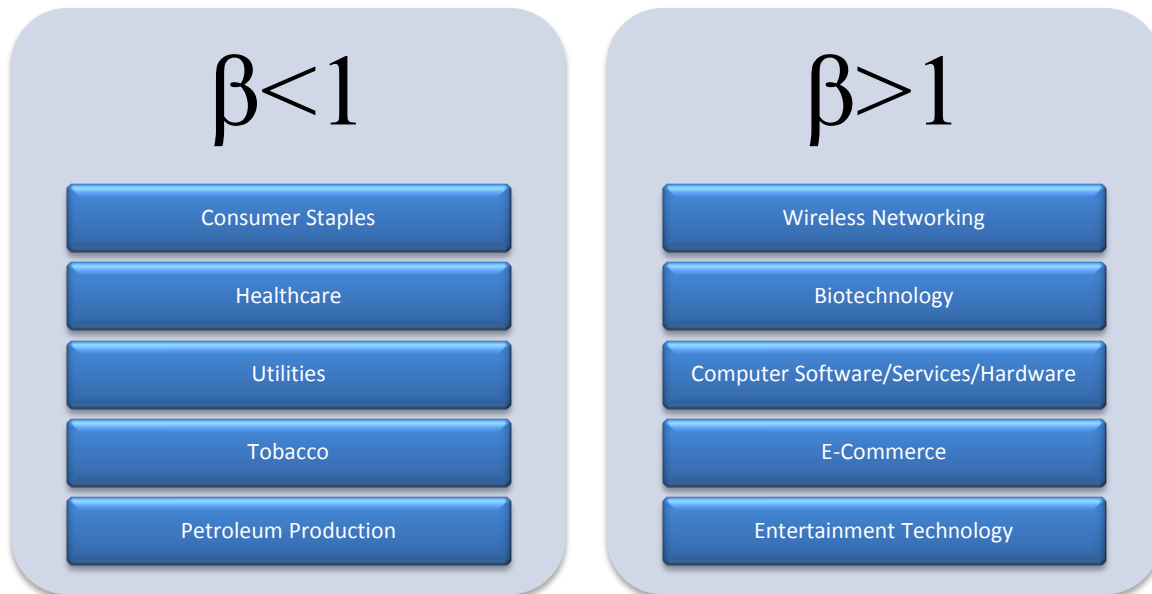 β<1
Consumer Staples
Healthcare
Utilities
Tobacco
Petroleum Production
β>1
Wireless Networking
Biotechnology
Computer Software/Services/Hardware
E-Commerce
Entertainment Technology